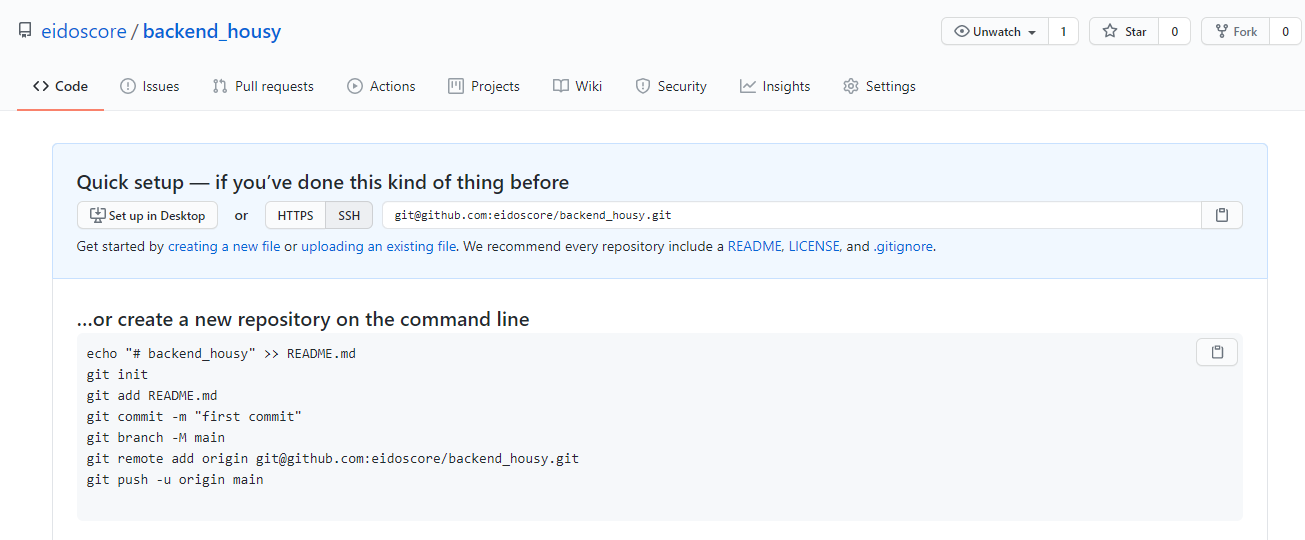 eidoscore / backend_housy
Unwatch 1 Star 0 Fork 0
Code Issues Pull requests Actions Projects Wiki Security Insights Settings
Quick setup — if you’ve done this kind of thing before
Set up in Desktop or HTTPS SSH git@github.com:eidoscore/backend_housy.git
Get started by creating a new file or uploading an existing file. We recommend every repository include a README, LICENSE, and .gitignore.
…or create a new repository on the command line
echo "# backend_housy" >> README.md
git init
git add README.md
git commit -m "first commit"
git branch -M main
git remote add origin git@github.com:eidoscore/backend_housy.git
git push -u origin main